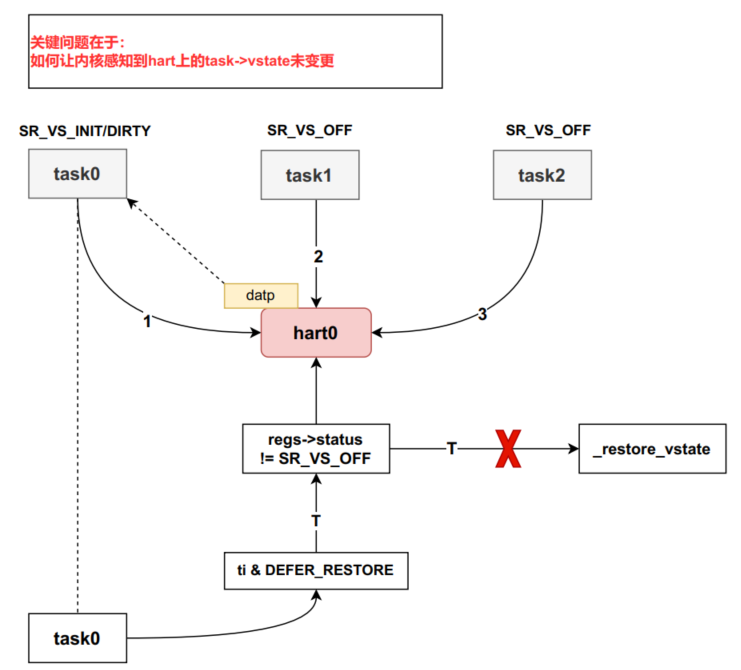 关键问题在于：
如何让内核感知到hart上的task->vstate未变更
SR_VS_INIT/DIRTY
SR_VS_OFF
SR_VS_OFF
task0
task1
task2
2
datp
1
hart0
3
regs->status
!= SR_VS_OFF
T
_restore_vstate
T
ti & DEFER_RESTORE
task0